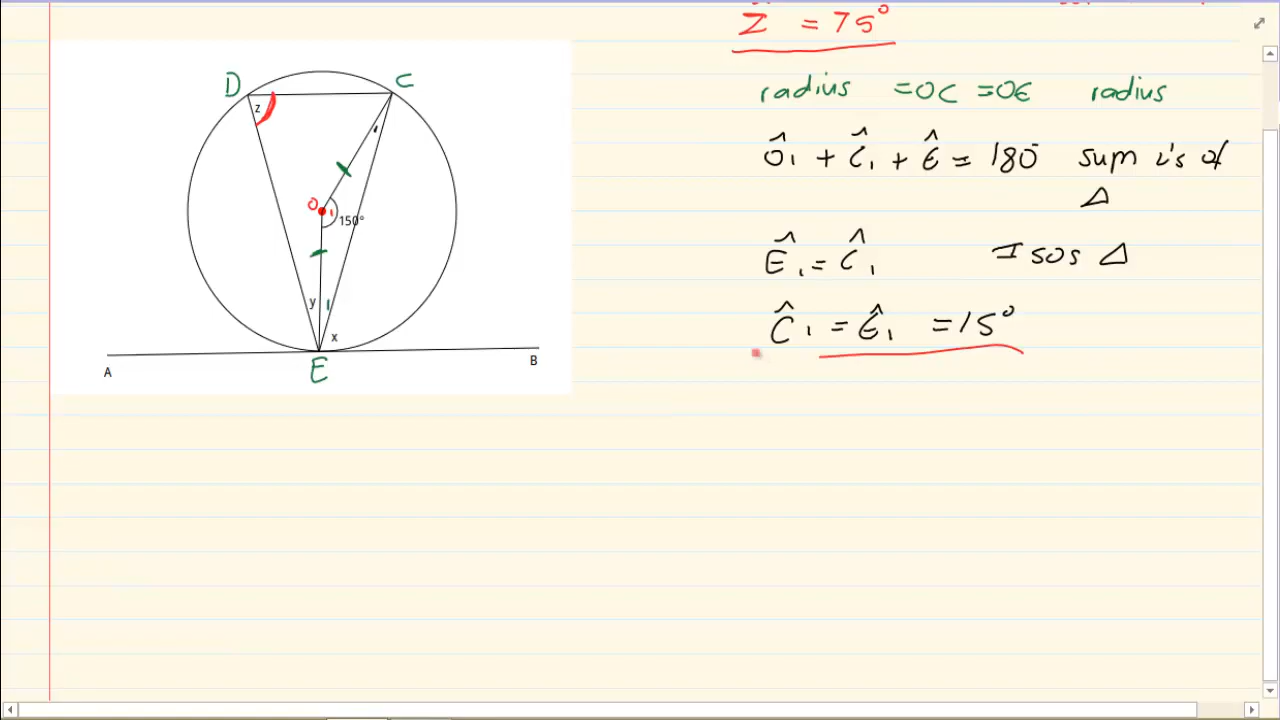 Z = 75°
radius = OC = OE radius
Ô₁ + Ĉ₁ + Ê = 180 sum ∠'s of
Δ
Ê₁ = Ĉ₁ Isos Δ
Ĉ₁ = Ê₁ = 15°
D
C
z
1
O
1
150°
y
1
x
A
E
B